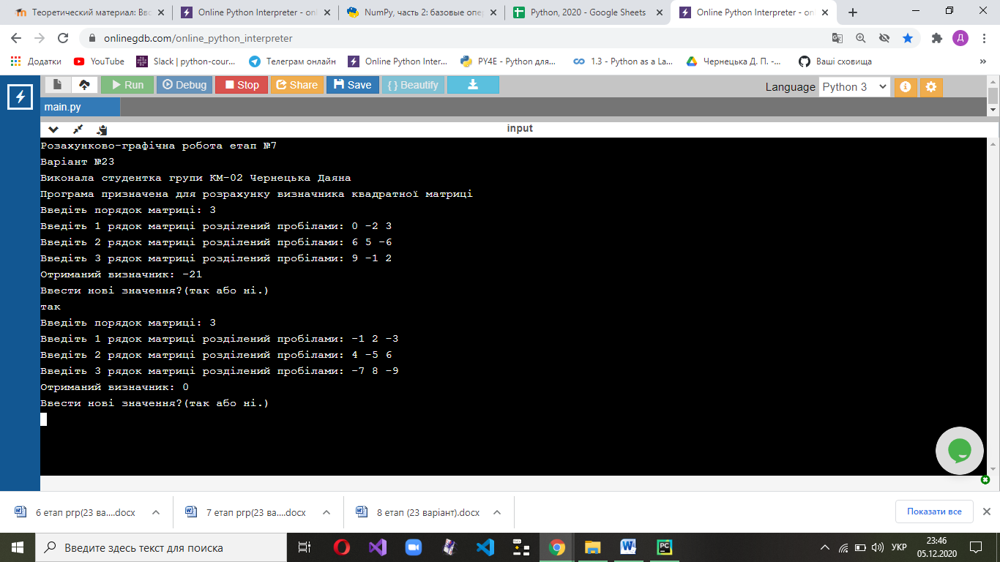 Теоретический материал: Вво
Online Python Interpreter - onl
NumPy, часть 2: базовые опер
Python, 2020 - Google Sheets
Online Python Interpreter - onl
onlinegdb.com/online_python_interpreter
Д
Додатки
YouTube
Slack | python-cour...
Телеграм онлайн
Online Python Inter...
PY4E - Python для...
1.3 - Python as a La...
Чернецька Д. П. -...
Ваші сховища
»
Run
Debug
Stop
Share
Save
{ } Beautify
Language Python 3
main.py
input
Розахунково-графічна робота етап №7
Варіант №23
Виконала студентка групи КМ-02 Чернецька Даяна
Програма призначена для розрахунку визначника квадратної матриці
Введіть порядок матриці: 3
Введіть 1 рядок матриці розділений пробілами: 0 -2 3
Введіть 2 рядок матриці розділений пробілами: 6 5 -6
Введіть 3 рядок матриці розділений пробілами: 9 -1 2
Отриманий визначник: -21
Ввести нові значення?(так або ні.)
так
Введіть порядок матриці: 3
Введіть 1 рядок матриці розділений пробілами: -1 2 -3
Введіть 2 рядок матриці розділений пробілами: 4 -5 6
Введіть 3 рядок матриці розділений пробілами: -7 8 -9
Отриманий визначник: 0
Ввести нові значення?(так або ні.)
6 етап ргр(23 ва....docx
7 етап ргр(23 ва....docx
8 етап (23 варіант).docx
Показати все
Введите здесь текст для поиска
УКР
23:46
05.12.2020